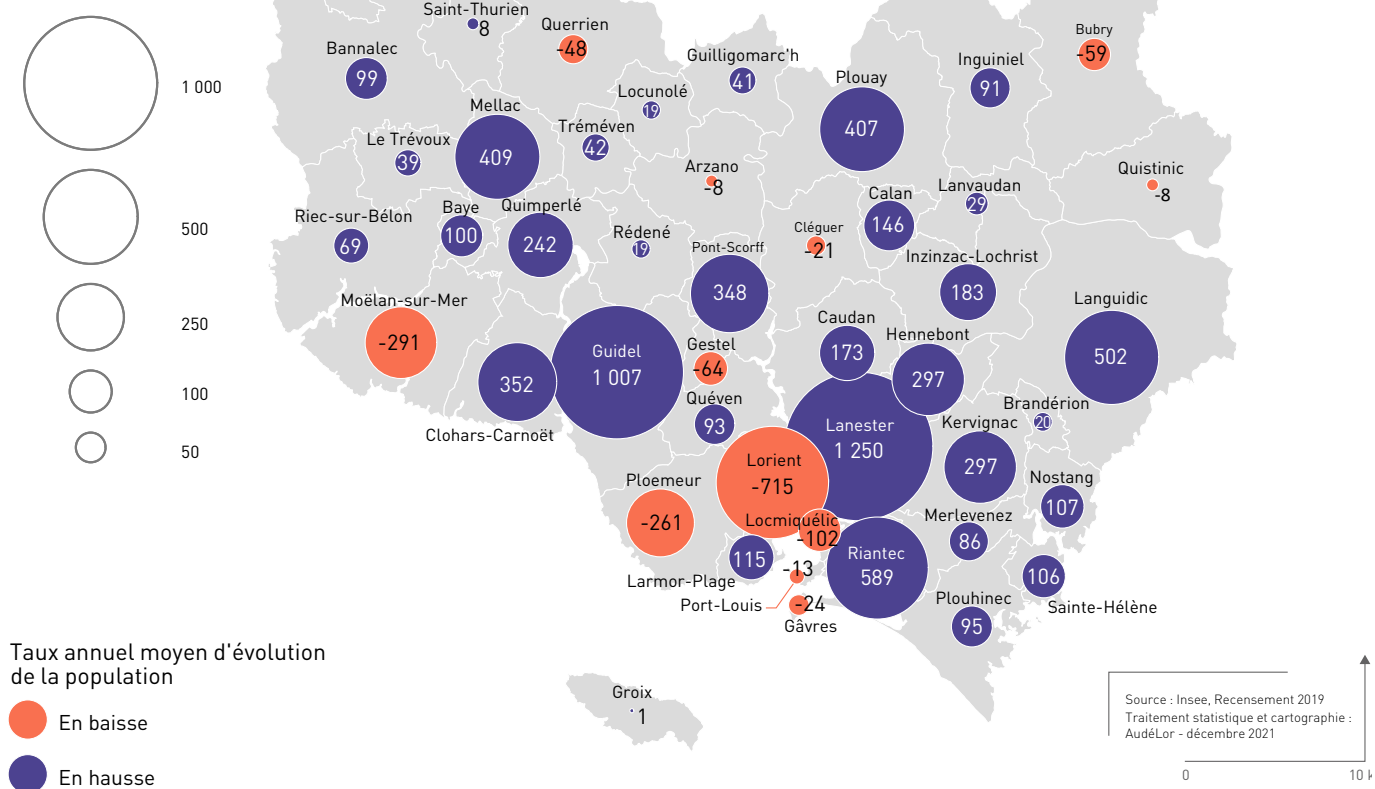 1 000
500
250
100
50
Saint-Thurien
8
Querrien
-48
Bubry
-59
Bannalec
99
Guilligomarc'h
41
Inguiniel
91
Plouay
407
Locunolé
19
Mellac
409
Tréméven
42
Le Trévoux
39
Arzano
-8
Quistinic
-8
Calan
146
Lanvaudan
29
Riec-sur-Bélon
69
Baye
100
Quimperlé
242
Rédené
19
Cléguer
-21
Pont-Scorff
348
Inzinzac-Lochrist
183
Moëlan-sur-Mer
-291
Languidic
502
Caudan
173
Hennebont
297
Guidel
1 007
Gestel
-64
352
Clohars-Carnoët
Quéven
93
Brandérion
20
Lanester
1 250
Kervignac
297
Lorient
-715
Ploemeur
-261
Nostang
107
Locmiquélic
-102
Merlevenez
86
Riantec
589
115
Larmor-Plage
-13
Port-Louis
-24
Gâvres
106
Sainte-Hélène
Plouhinec
95
Taux annuel moyen d'évolution
de la population
En baisse
En hausse
Groix
1
Source : Insee, Recensement 2019
Traitement statistique et cartographie :
AudéLor - décembre 2021
0
10 k